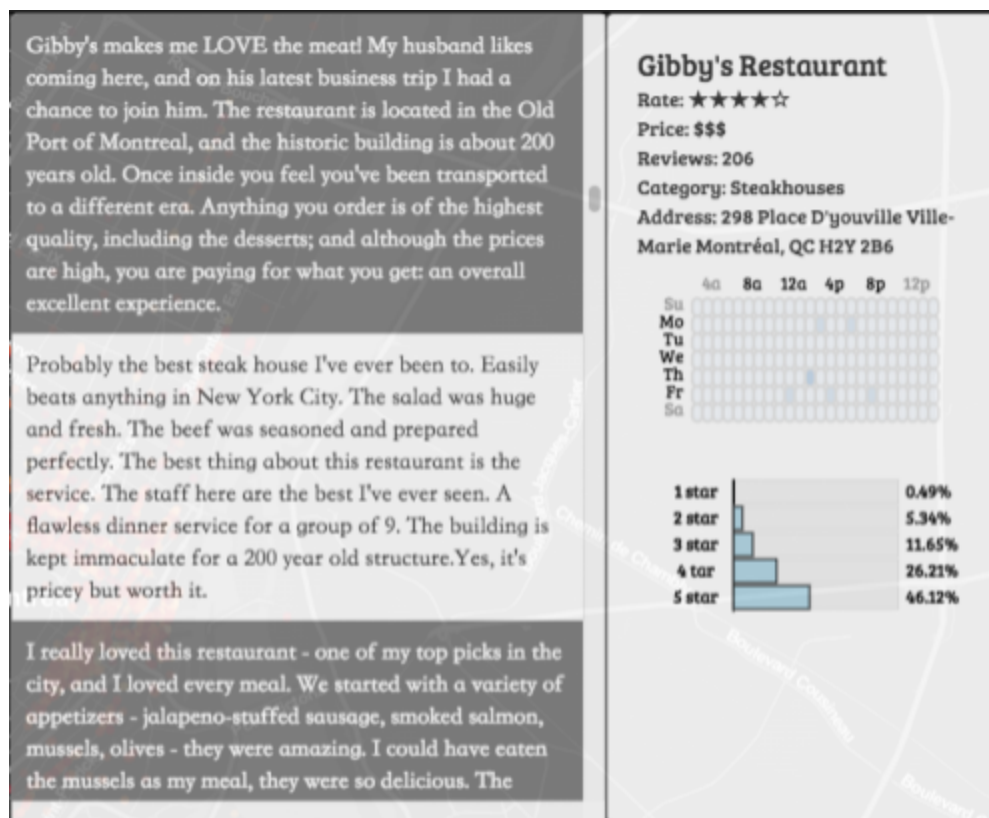 Gibby's makes me LOVE the meat! My husband likes
coming here, and on his latest business trip I had a
chance to join him. The restaurant is located in the Old
Port of Montreal, and the historic building is about 200
years old. Once inside you feel you've been transported
to a different era. Anything you order is of the highest
quality, including the desserts; and although the prices
are high, you are paying for what you get: an overall
excellent experience.
Probably the best steak house I've ever been to. Easily
beats anything in New York City. The salad was huge
and fresh. The beef was seasoned and prepared
perfectly. The best thing about this restaurant is the
service. The staff here are the best I've ever seen. A
flawless dinner service for a group of 9. The building is
kept immaculate for a 200 year old structure.Yes, it's
pricey but worth it.
I really loved this restaurant - one of my top picks in the
city, and I loved every meal. We started with a variety of
appetizers - jalapeno-stuffed sausage, smoked salmon,
mussels, olives - they were amazing. I could have eaten
the mussels as my meal, they were so delicious. The
Gibby's Restaurant
Rate: ★★★★☆
Price: $$$
Reviews: 206
Category: Steakhouses
Address: 298 Place D'youville Ville-
Marie Montréal, QC H2Y 2B6
4a 8a 12a 4p 8p 12p
Su
Mo
Tu
We
Th
Fr
Sa
1 star 0.49%
2 star 5.34%
3 star 11.65%
4 tar 26.21%
5 star 46.12%
Chemin de Cham
Boulevard Cousineau
Boulevard